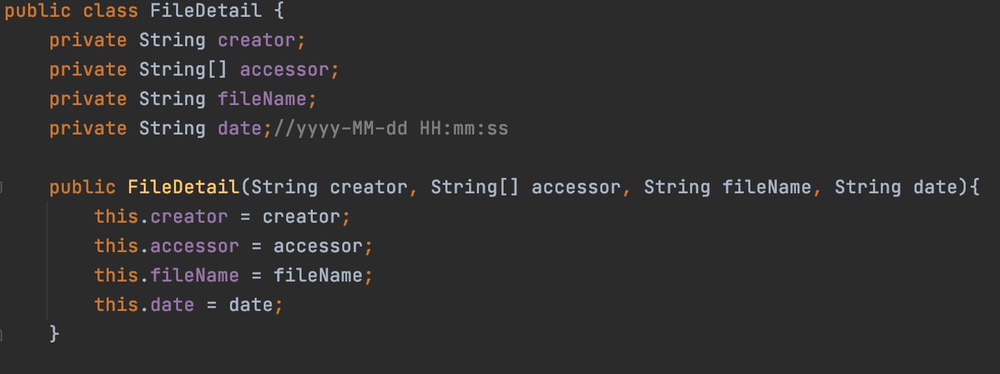 public class FileDetail {
    private String creator;
    private String[] accessor;
    private String fileName;
    private String date;//yyyy-MM-dd HH:mm:ss

    public FileDetail(String creator, String[] accessor, String fileName, String date){
        this.creator = creator;
        this.accessor = accessor;
        this.fileName = fileName;
        this.date = date;
    }